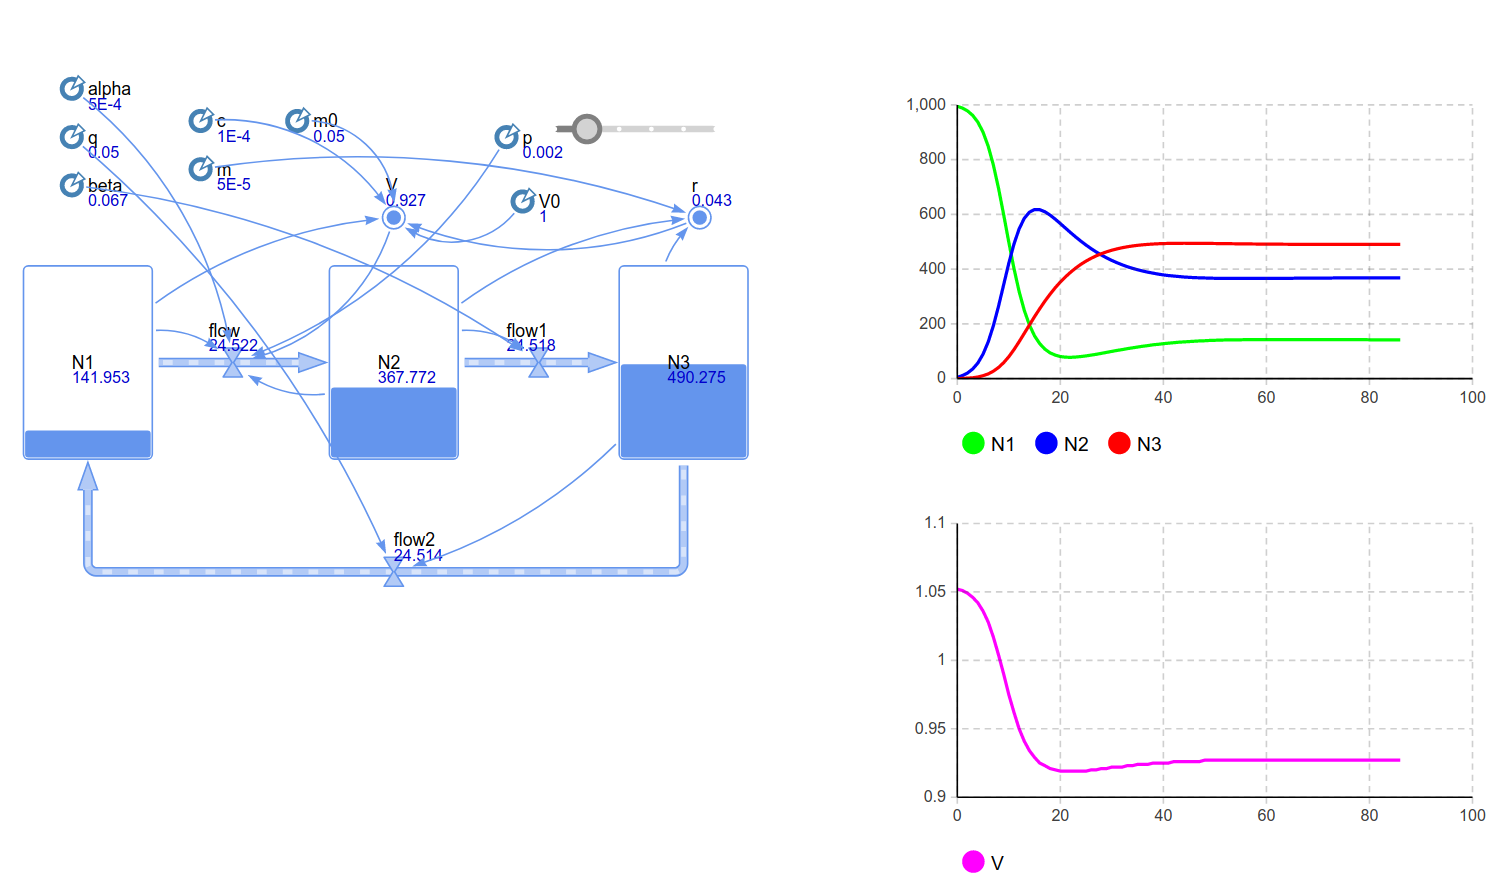 alpha
5E-4
q
0.05
beta
0.067
c
1E-4
m0
0.05
m
5E-5
p
0.002
V
0.927
V0
1
r
0.043
flow
24.522
flow1
24.518
N1
141.953
N2
367.772
N3
490.275
flow2
24.514
1,000
800
600
400
200
0
0 20 40 60 80 100
N1 N2 N3
1.1
1.05
1
0.95
0.9
0 20 40 60 80 100
V